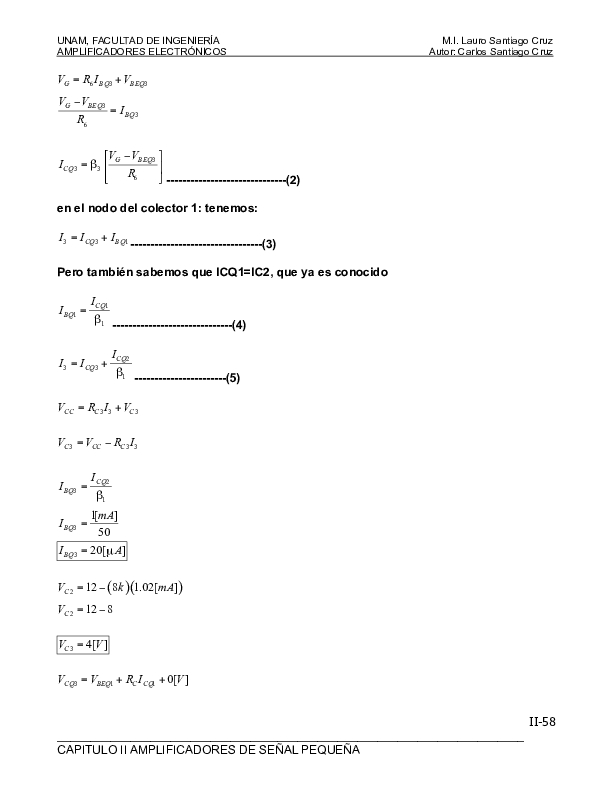 UNAM, FACULTAD DE INGENIERÍA M.I. Lauro Santiago Cruz
AMPLIFICADORES ELECTRÓNICOS Autor: Carlos Santiago Cruz
V_G = R_6 I_{BQ3} + V_{BEQ3}
\frac{V_G - V_{BEQ3}}{R_6} = I_{BQ3}
I_{CQ3} = β_3 \left[ \frac{V_G - V_{BEQ3}}{R_6} \right] ------------------------------(2)
en el nodo del colector 1: tenemos:
I_3 = I_{CQ3} + I_{BQ1} ---------------------------------(3)
Pero también sabemos que ICQ1=IC2, que ya es conocido
I_{BQ1} = \frac{I_{CQ1}}{β_1} ------------------------------(4)
I_3 = I_{CQ3} + \frac{I_{CQ2}}{β_1} -----------------------(5)
V_{CC} = R_{C3} I_3 + V_{C3}
V_{C3} = V_{CC} - R_{C3} I_3
I_{BQ3} = \frac{I_{CQ2}}{β_1}
I_{BQ3} = \frac{1[mA]}{50}
I_{BQ3} = 20[μA]
V_{C2} = 12 - (8k)(1.02[mA])
V_{C2} = 12 - 8
V_{C3} = 4[V]
V_{CQ3} = V_{BEQ1} + R_C I_{CQ1} + 0[V]
II-58
CAPITULO II AMPLIFICADORES DE SEÑAL PEQUEÑA